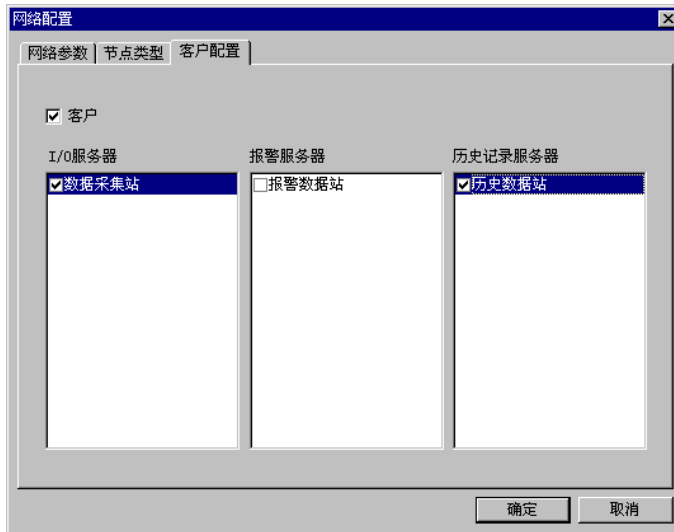 网络配置
网络参数 节点类型 客户配置
客户
I/O服务器 报警服务器 历史记录服务器
数据采集站 报警数据站 历史数据站
确定 取消